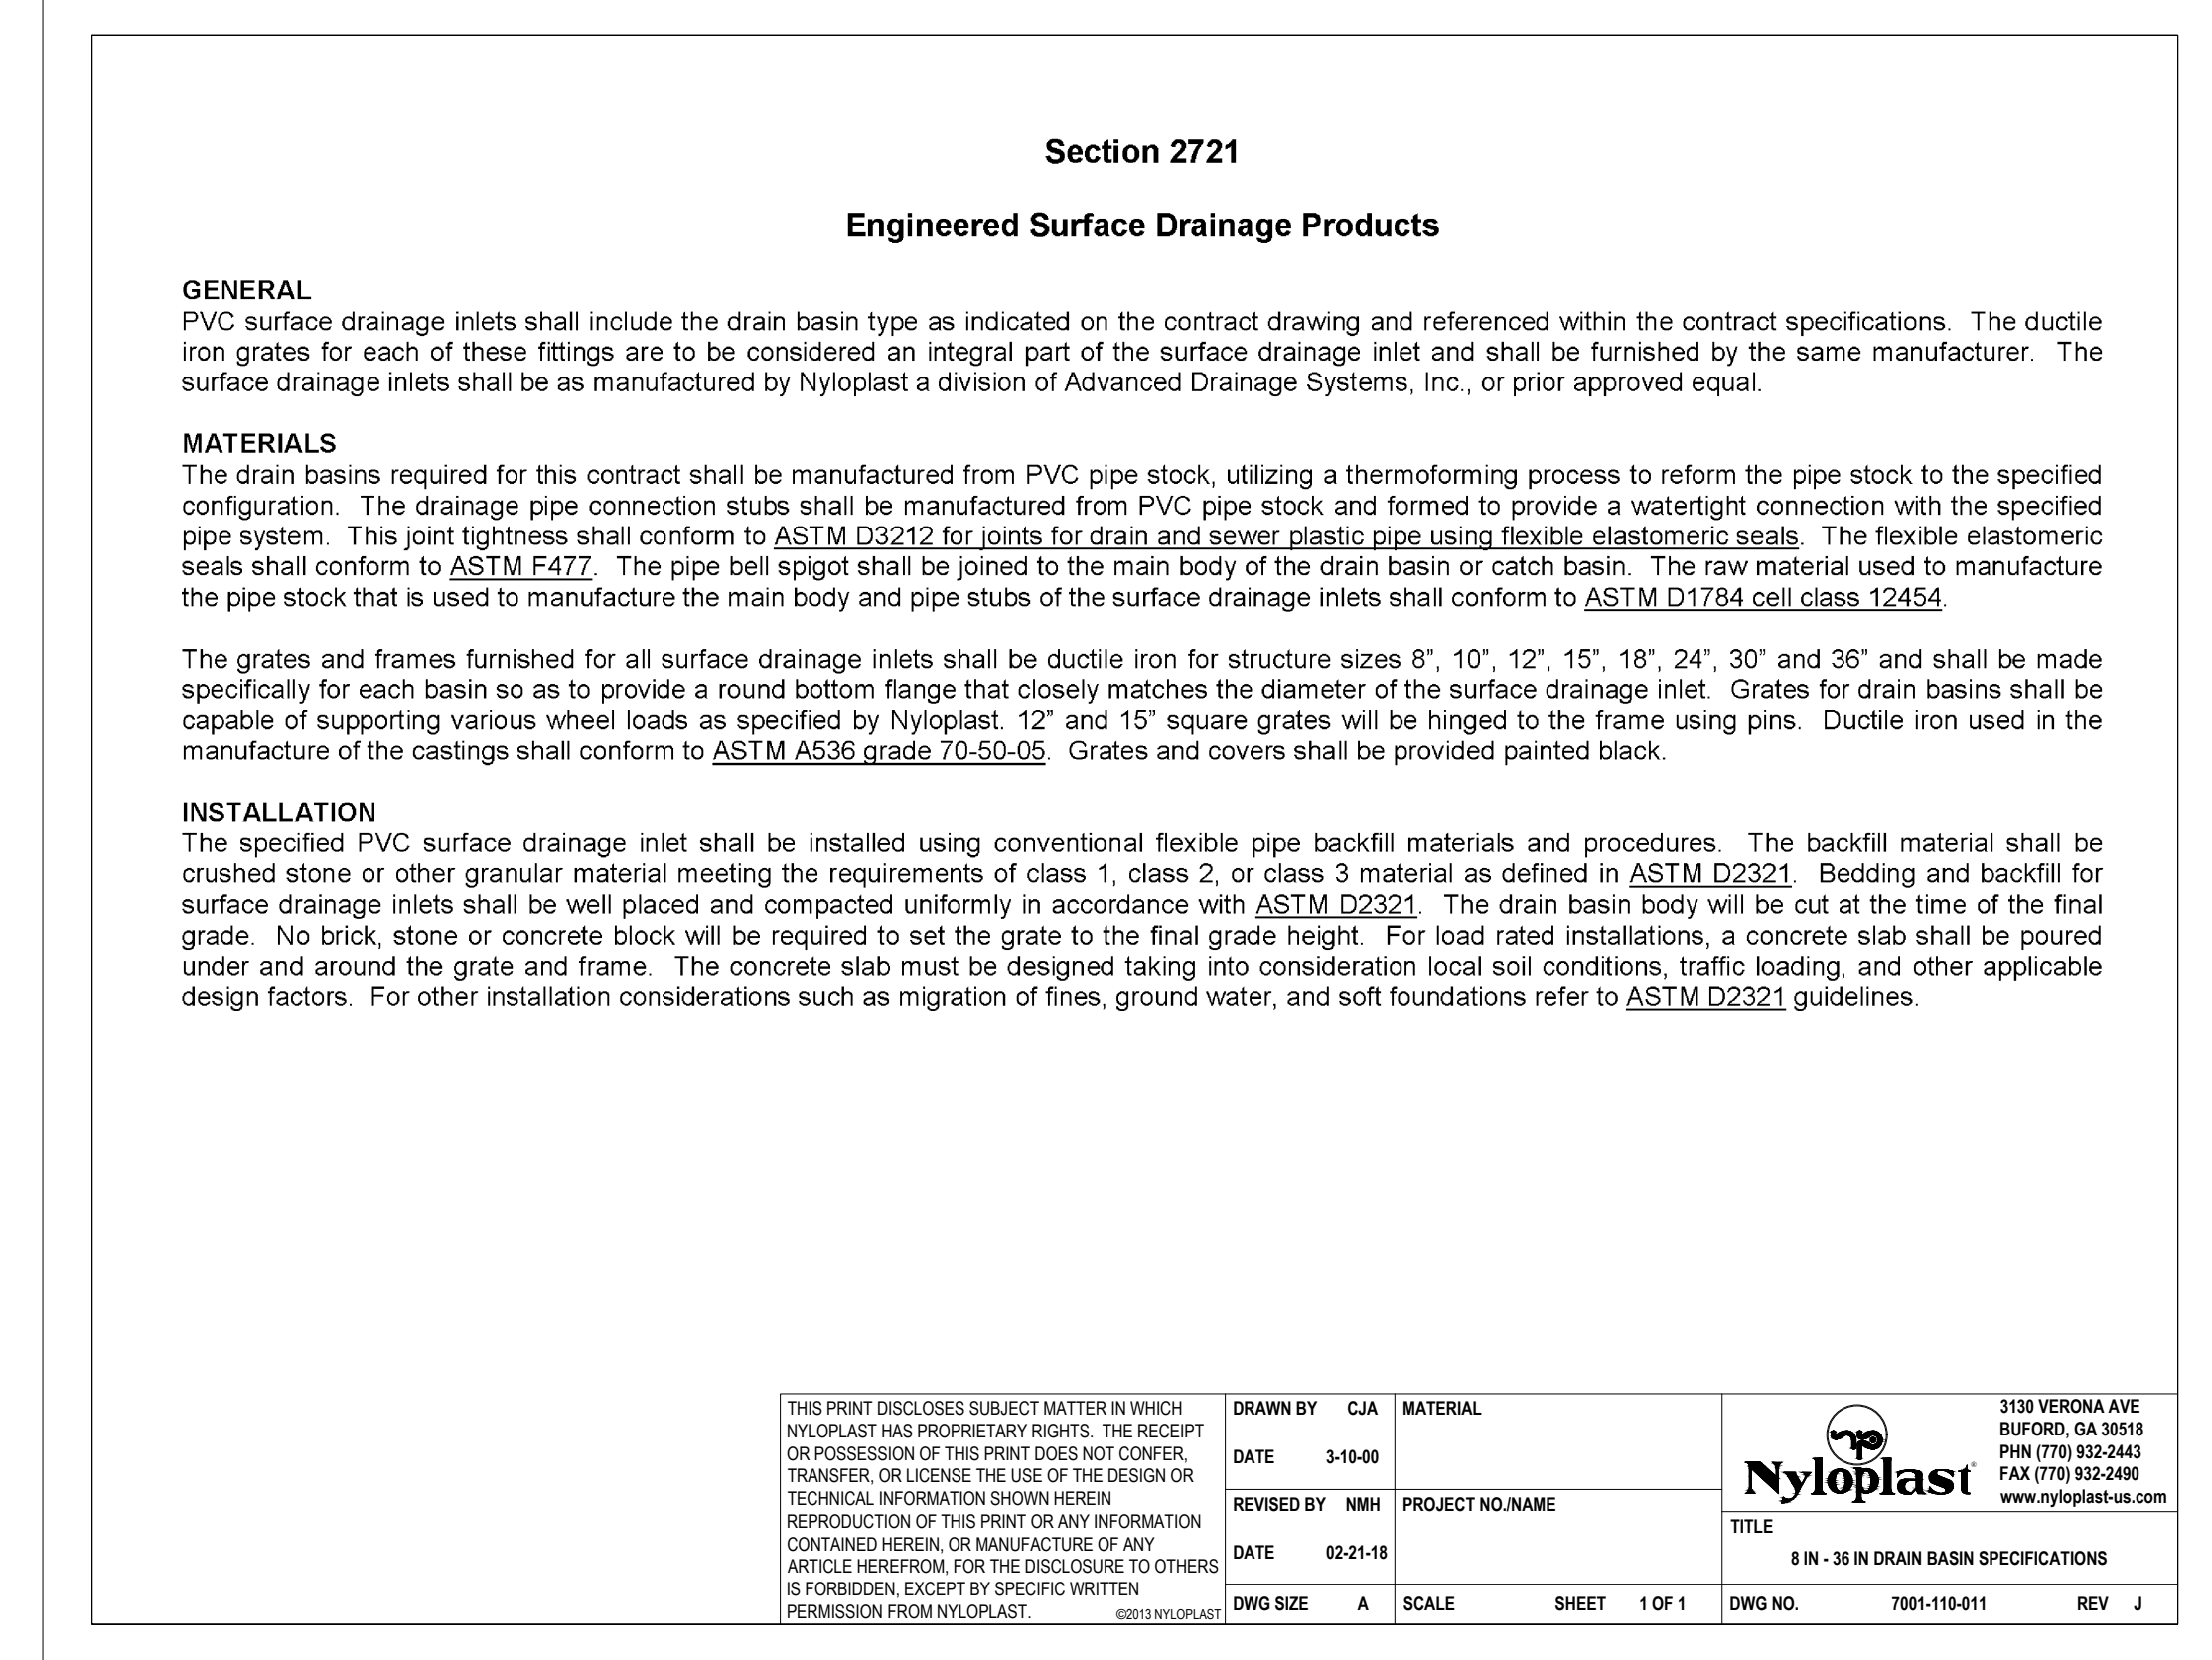 Section 2721
Engineered Surface Drainage Products
GENERAL
PVC surface drainage inlets shall include the drain basin type as indicated on the contract drawing and referenced within the contract specifications.  The ductile
iron grates for each of these fittings are to be considered an integral part of the surface drainage inlet and shall be furnished by the same manufacturer.  The
surface drainage inlets shall be as manufactured by Nyloplast a division of Advanced Drainage Systems, Inc., or prior approved equal.
MATERIALS
The drain basins required for this contract shall be manufactured from PVC pipe stock, utilizing a thermoforming process to reform the pipe stock to the specified
configuration.  The drainage pipe connection stubs shall be manufactured from PVC pipe stock and formed to provide a watertight connection with the specified
pipe system.  This joint tightness shall conform to ASTM D3212 for joints for drain and sewer plastic pipe using flexible elastomeric seals.  The flexible elastomeric
seals shall conform to ASTM F477.  The pipe bell spigot shall be joined to the main body of the drain basin or catch basin.  The raw material used to manufacture
the pipe stock that is used to manufacture the main body and pipe stubs of the surface drainage inlets shall conform to ASTM D1784 cell class 12454.
The grates and frames furnished for all surface drainage inlets shall be ductile iron for structure sizes 8”, 10”, 12”, 15”, 18”, 24”, 30” and 36” and shall be made
specifically for each basin so as to provide a round bottom flange that closely matches the diameter of the surface drainage inlet.  Grates for drain basins shall be
capable of supporting various wheel loads as specified by Nyloplast. 12” and 15” square grates will be hinged to the frame using pins.  Ductile iron used in the
manufacture of the castings shall conform to ASTM A536 grade 70-50-05.  Grates and covers shall be provided painted black.
INSTALLATION
The specified PVC surface drainage inlet shall be installed using conventional flexible pipe backfill materials and procedures.  The backfill material shall be
crushed stone or other granular material meeting the requirements of class 1, class 2, or class 3 material as defined in ASTM D2321.  Bedding and backfill for
surface drainage inlets shall be well placed and compacted uniformly in accordance with ASTM D2321.  The drain basin body will be cut at the time of the final
grade.  No brick, stone or concrete block will be required to set the grate to the final grade height.  For load rated installations, a concrete slab shall be poured
under and around the grate and frame.  The concrete slab must be designed taking into consideration local soil conditions, traffic loading, and other applicable
design factors.  For other installation considerations such as migration of fines, ground water, and soft foundations refer to ASTM D2321 guidelines.
THIS PRINT DISCLOSES SUBJECT MATTER IN WHICH
NYLOPLAST HAS PROPRIETARY RIGHTS.  THE RECEIPT
OR POSSESSION OF THIS PRINT DOES NOT CONFER,
TRANSFER, OR LICENSE THE USE OF THE DESIGN OR
TECHNICAL INFORMATION SHOWN HEREIN
REPRODUCTION OF THIS PRINT OR ANY INFORMATION
CONTAINED HEREIN, OR MANUFACTURE OF ANY
ARTICLE HEREFROM, FOR THE DISCLOSURE TO OTHERS
IS FORBIDDEN, EXCEPT BY SPECIFIC WRITTEN
PERMISSION FROM NYLOPLAST. ©2013 NYLOPLAST
DRAWN BY CJA
DATE 3-10-00
REVISED BY NMH
DATE 02-21-18
DWG SIZE A
MATERIAL
PROJECT NO./NAME
SCALE SHEET 1 OF 1
Nyloplast®
3130 VERONA AVE
BUFORD, GA 30518
PHN (770) 932-2443
FAX (770) 932-2490
www.nyloplast-us.com
TITLE
8 IN - 36 IN DRAIN BASIN SPECIFICATIONS
DWG NO. 7001-110-011 REV J